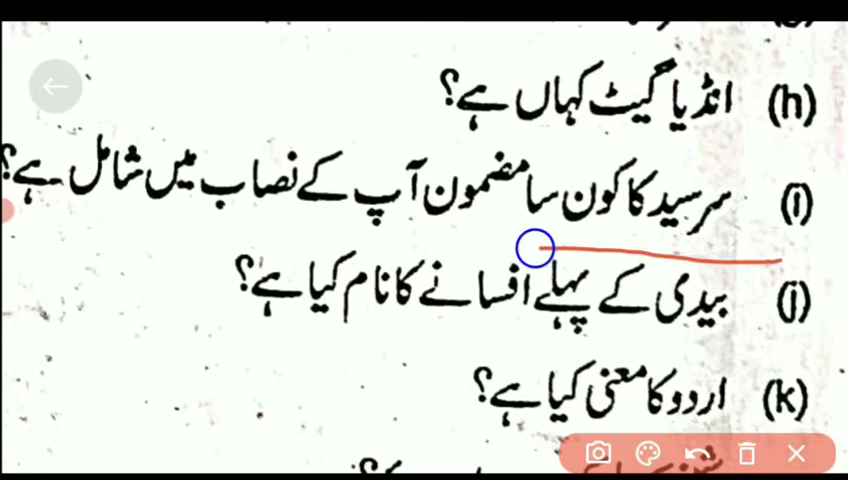 (h) انڈیا گیٹ کہاں ہے؟
(i) سرسید کا کون سا مضمون آپ کے نصاب میں شامل ہے؟
(j) بیدی کے پہلے افسانے کا نام کیا ہے؟
(k) اردو کا معنی کیا ہے؟